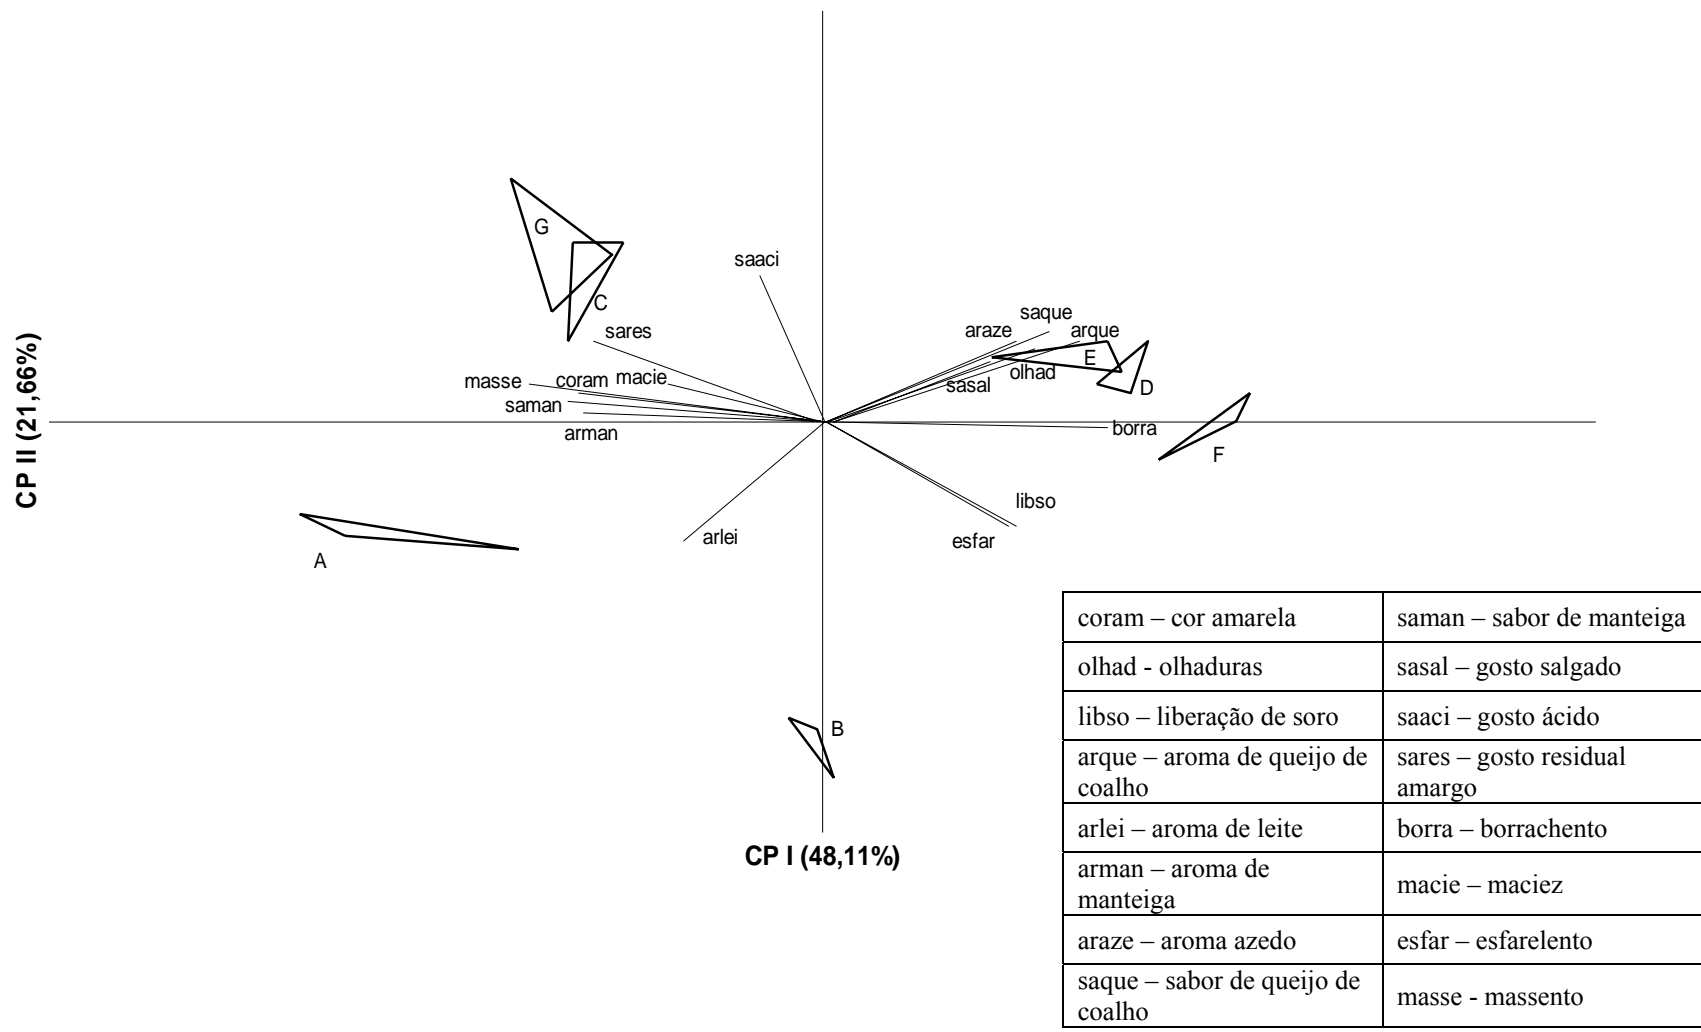 G
saaci
C
saque
sares
araze
arque
E
CP II (21,66%)
masse
coram
macie
olhad
sasal
D
saman
arman
borra
F
libso
arlei
esfar
A
B
CP I (48,11%)
coram – cor amarela
saman – sabor de manteiga
olhad - olhaduras
sasal – gosto salgado
libso – liberação de soro
saaci – gosto ácido
arque – aroma de queijo de
coalho
sares – gosto residual
amargo
arlei – aroma de leite
borra – borrachento
arman – aroma de
manteiga
macie – maciez
araze – aroma azedo
esfar – esfarelento
saque – sabor de queijo de
coalho
masse - massento